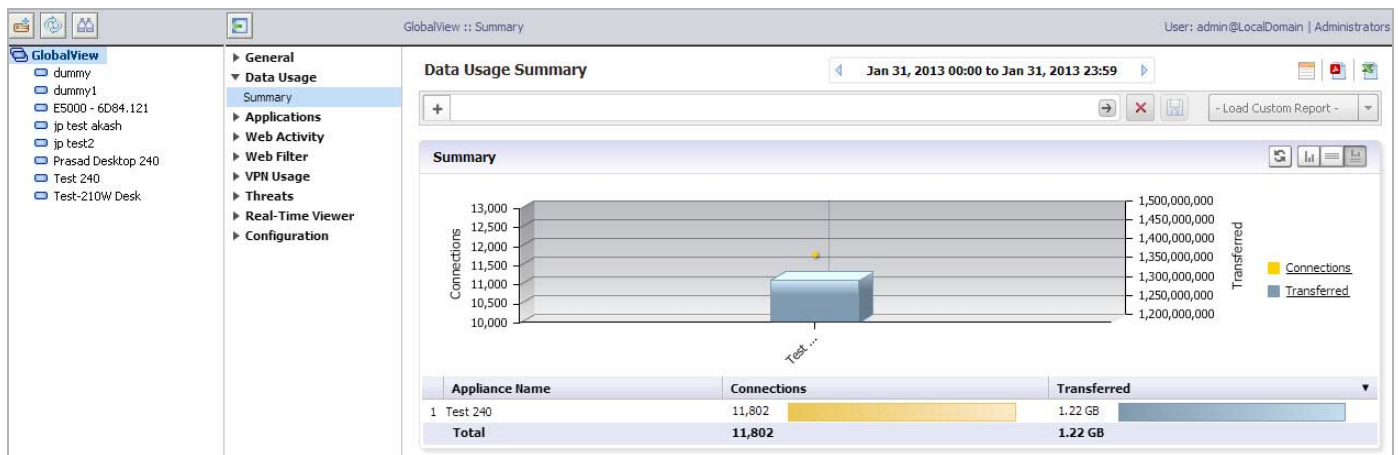 GlobalView :: Summary
User: admin@LocalDomain | Administrators
GlobalView
dummy
dummy1
E5000 - 6D84.121
jp test akash
jp test2
Prasad Desktop 240
Test 240
Test-210W Desk
General
Data Usage
Summary
Applications
Web Activity
Web Filter
VPN Usage
Threats
Real-Time Viewer
Configuration
Data Usage Summary
Jan 31, 2013 00:00 to Jan 31, 2013 23:59
+
- Load Custom Report -
Summary
13,000
12,500
12,000
11,500
11,000
10,500
10,000
Connections
1,500,000,000
1,450,000,000
1,400,000,000
1,350,000,000
1,300,000,000
1,250,000,000
1,200,000,000
Transferred
Connections
Transferred
Test ...
Appliance Name Connections Transferred
1 Test 240 11,802 1.22 GB
Total 11,802 1.22 GB